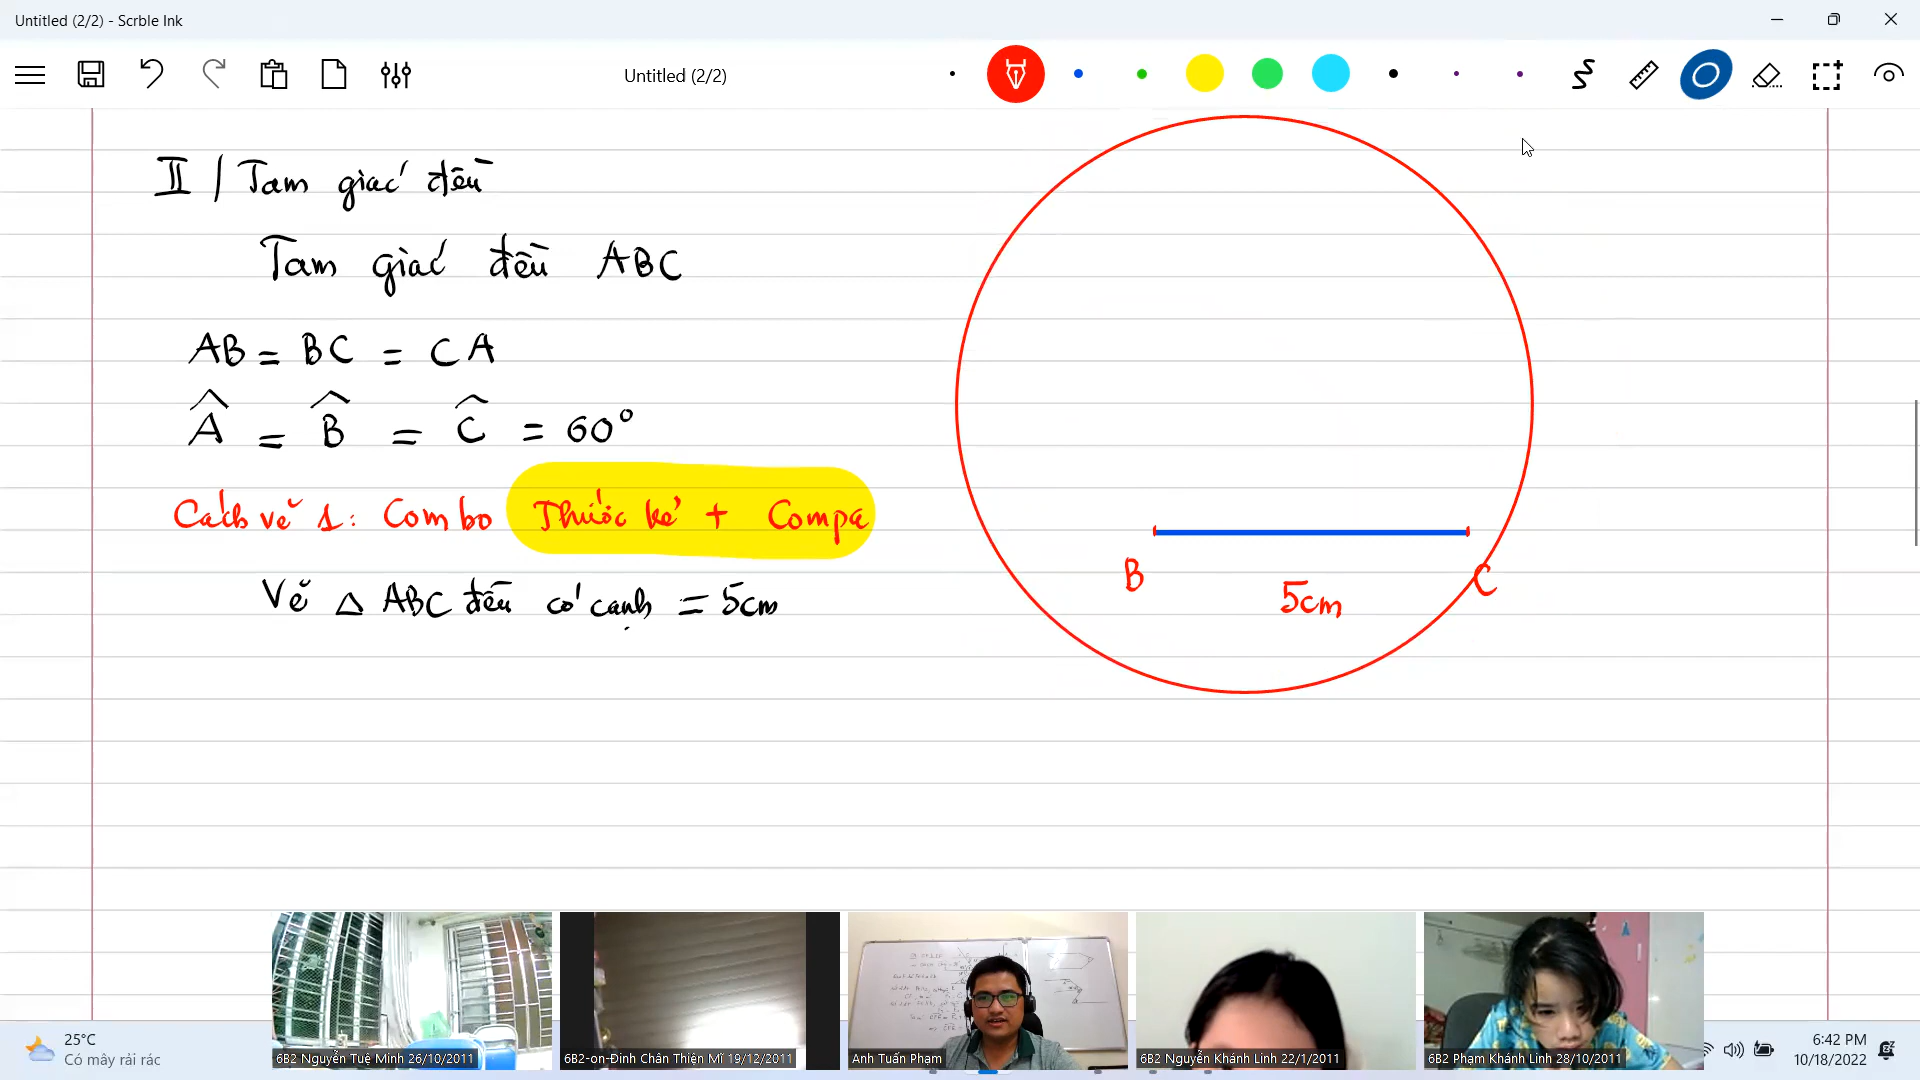 Untitled (2/2) - Scrble Ink
Untitled (2/2)
II / Tam giác đều
Tam giác đều ABC
AB = BC = CA
Â = B̂ = Ĉ = 60°
Cách vẽ 1: Combo Thước kẻ + Compa
Vẽ △ ABC đều có cạnh = 5cm
B
C
5cm
6B2 Nguyễn Tuệ Minh 26/10/2011
6B2-on-Đinh Chân Thiện Mĩ 19/12/2011
Anh Tuấn Phạm
6B2 Nguyễn Khánh Linh 22/1/2011
6B2 Phạm Khánh Linh 28/10/2011
25°C
Có mây rải rác
6:42 PM
10/18/2022